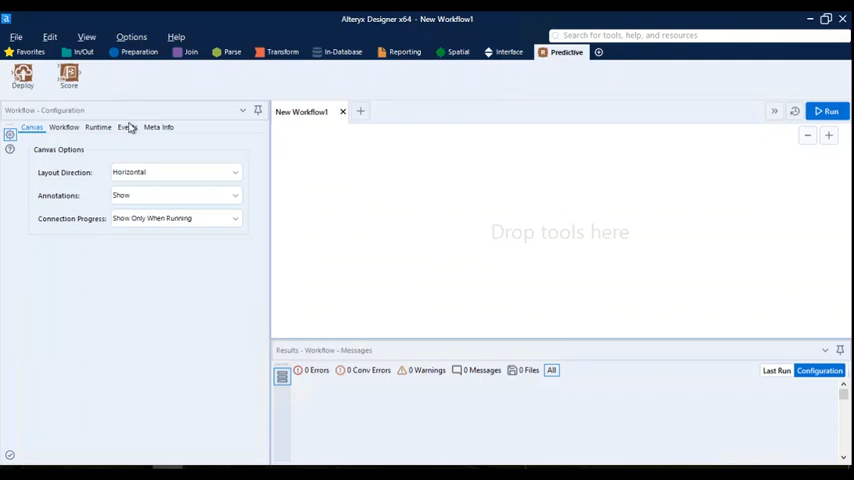 a
Alteryx Designer x64 - New Workflow1
File Edit View Options Help
Search for tools, help, and resources
Favorites In/Out Preparation Join Parse Transform In-Database Reporting Spatial Interface Predictive
Deploy Score
Workflow - Configuration
Canvas Workflow Runtime Events Meta Info
New Workflow1
Run
Canvas Options
Layout Direction: Horizontal
Annotations: Show
Connection Progress: Show Only When Running
Drop tools here
Results - Workflow - Messages
0 Errors 0 Conv Errors 0 Warnings 0 Messages 0 Files All
Last Run Configuration